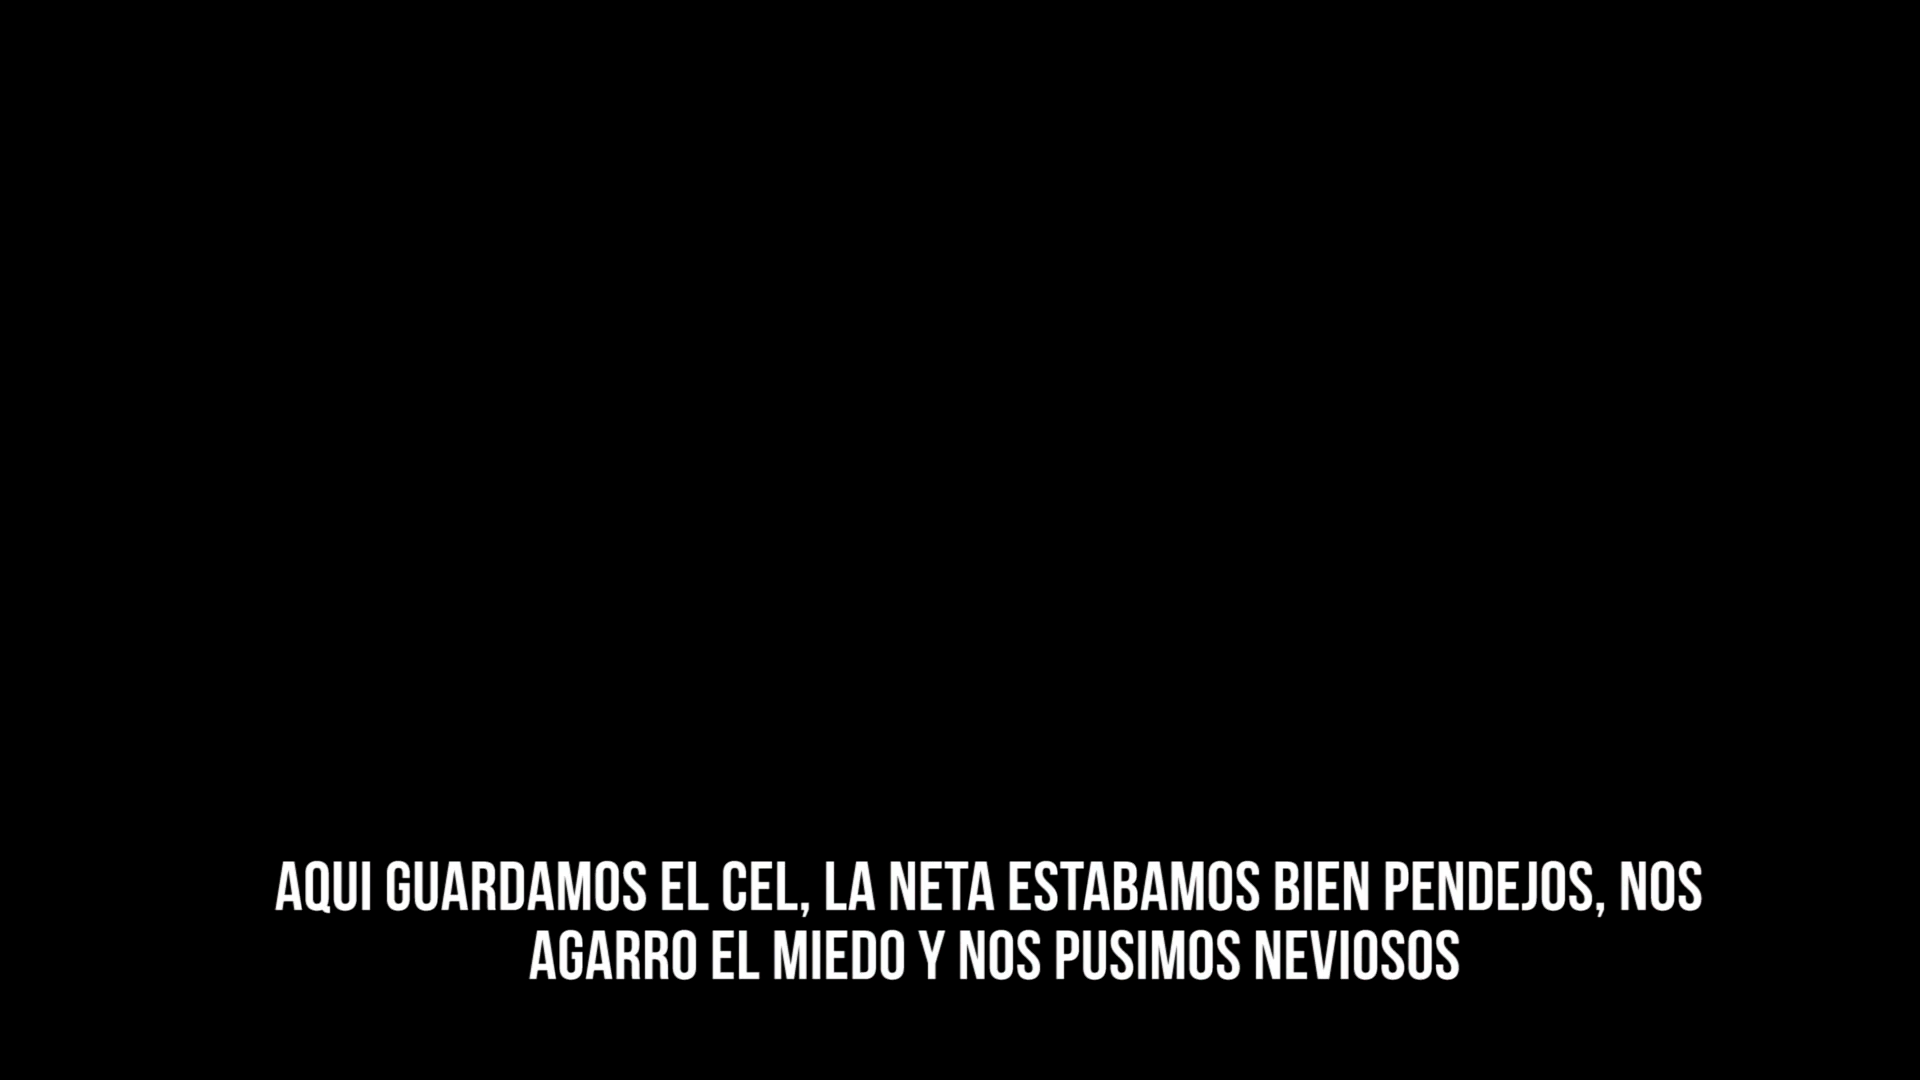 AQUI GUARDAMOS EL CEL, LA NETA ESTABAMOS BIEN PENDEJOS, NOS
AGARRO EL MIEDO Y NOS PUSIMOS NEVIOSOS